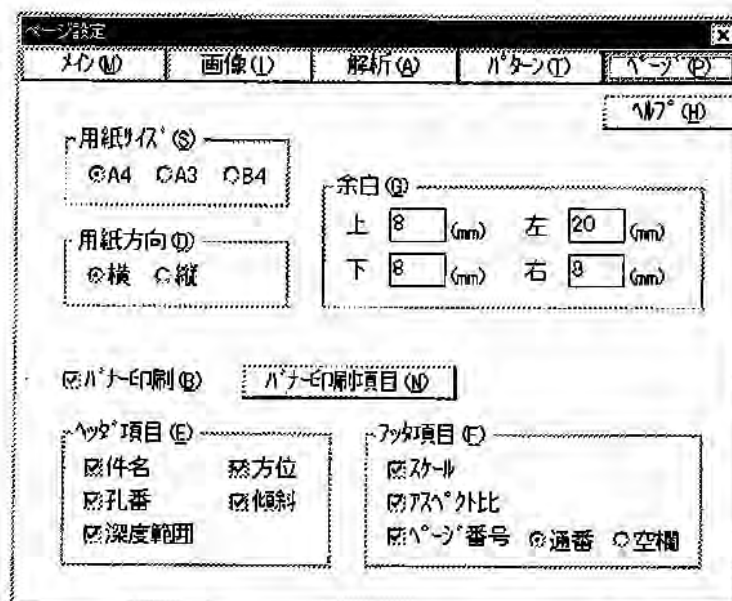 ページ設定
メイン(M) 画像(I) 解析(A) パターン(T) ページ(P)
ヘルプ(H)
用紙サイズ(S)
A4 A3 B4
用紙方向(D)
横 縦
余白(G)
上 8 (mm) 左 20 (mm)
下 8 (mm) 右 8 (mm)
バナー印刷(B) バナー印刷項目(N)
ヘッダ項目(E)
件名 方位
孔番 傾斜
深度範囲
フッタ項目(F)
スケール
アスペクト比
ページ番号 通番 空欄